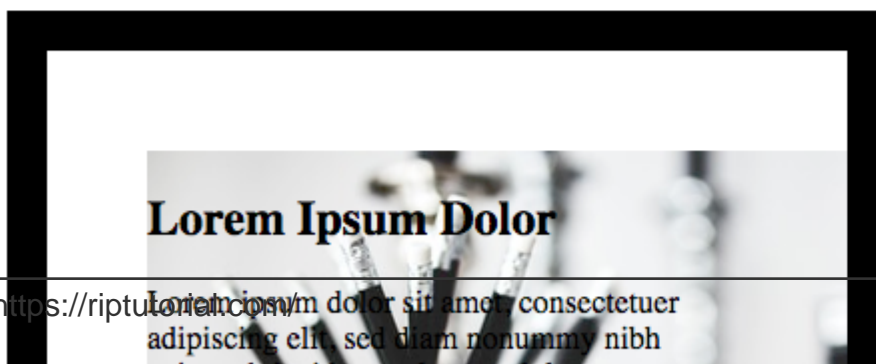 Lorem Ipsum Dolor
Lorem ipsum dolor sit amet, consectetuer
https://riptutorial.com/
adipiscing elit, sed diam nonummy nibh